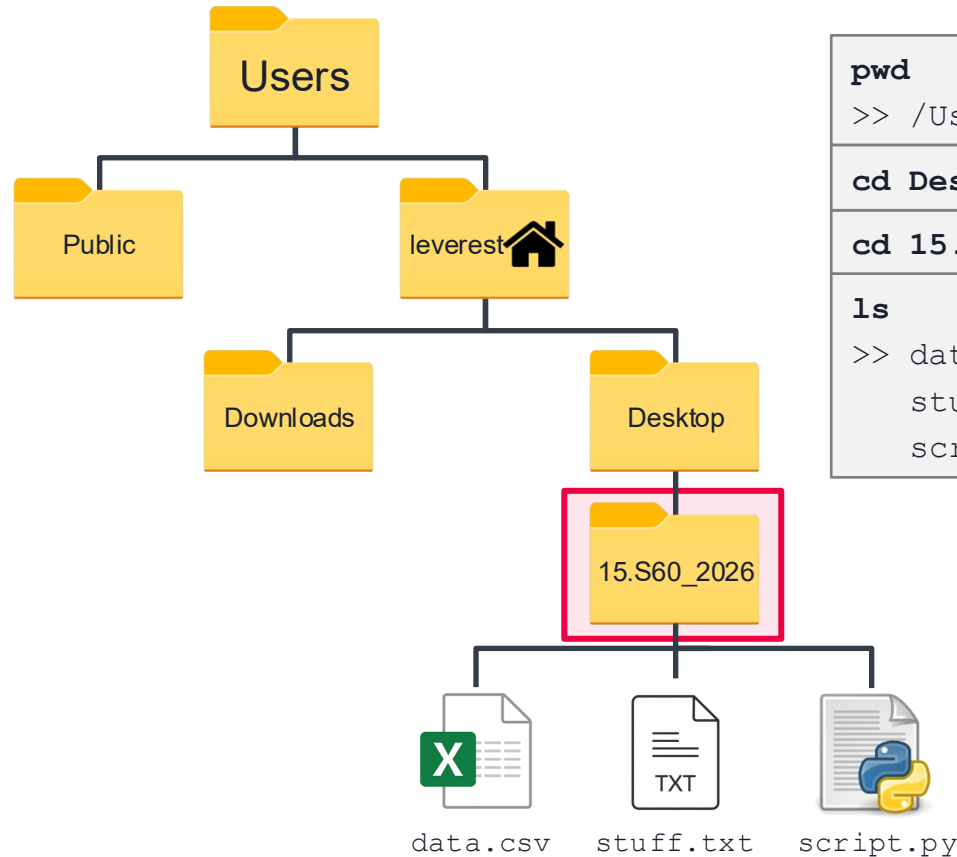 Users
Public
leverest
Downloads
Desktop
15.S60_2026
X
TXT
data.csv
stuff.txt
script.py
pwd
>> /Us
cd Des
cd 15.
ls
>> dat
stu
scr